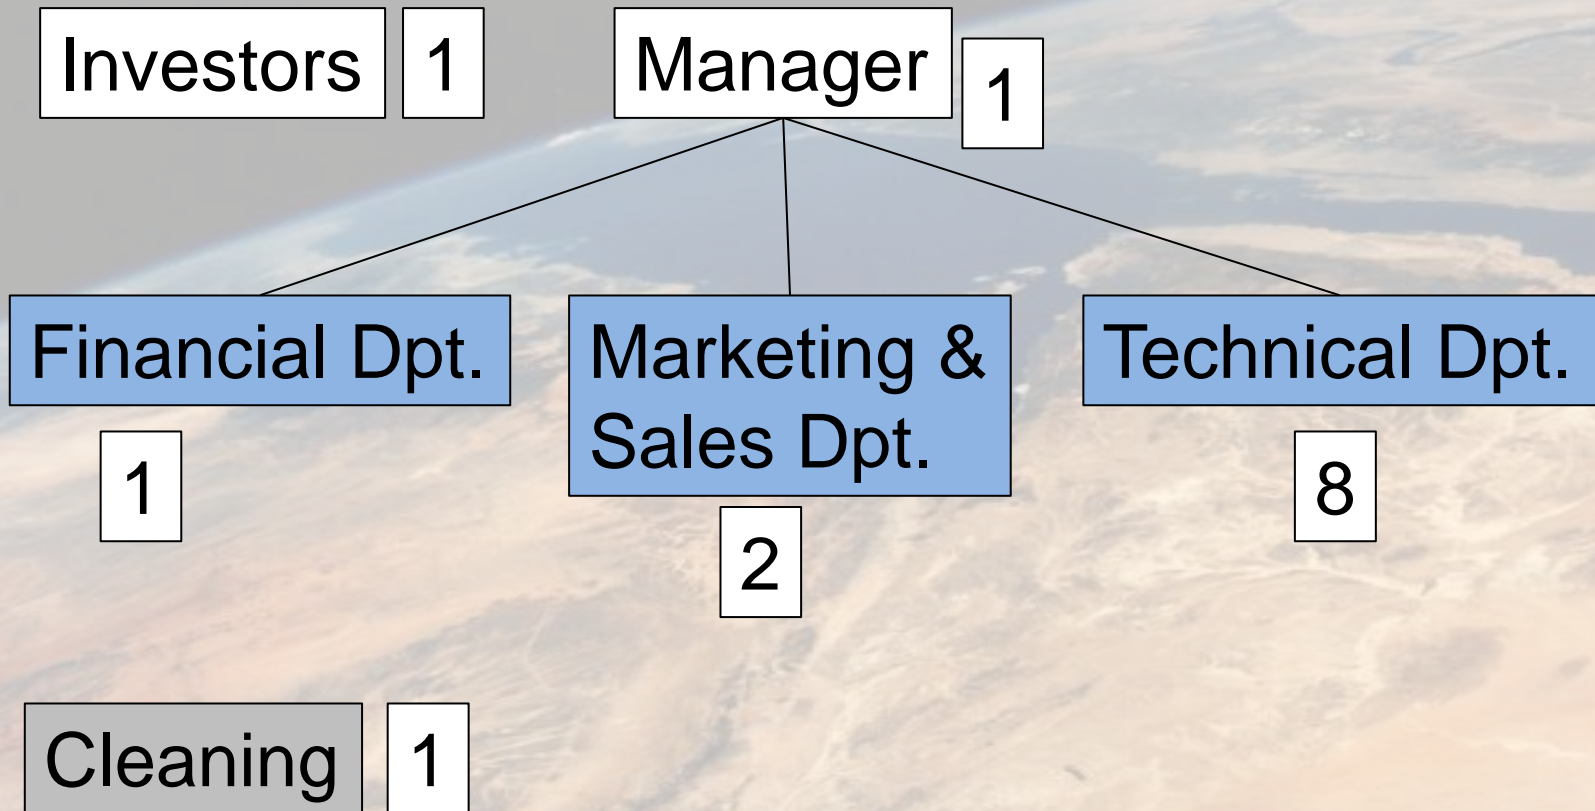 Investors 1
Manager 1
Financial Dpt.
1
Marketing &
Sales Dpt.
2
Technical Dpt.
8
Cleaning 1